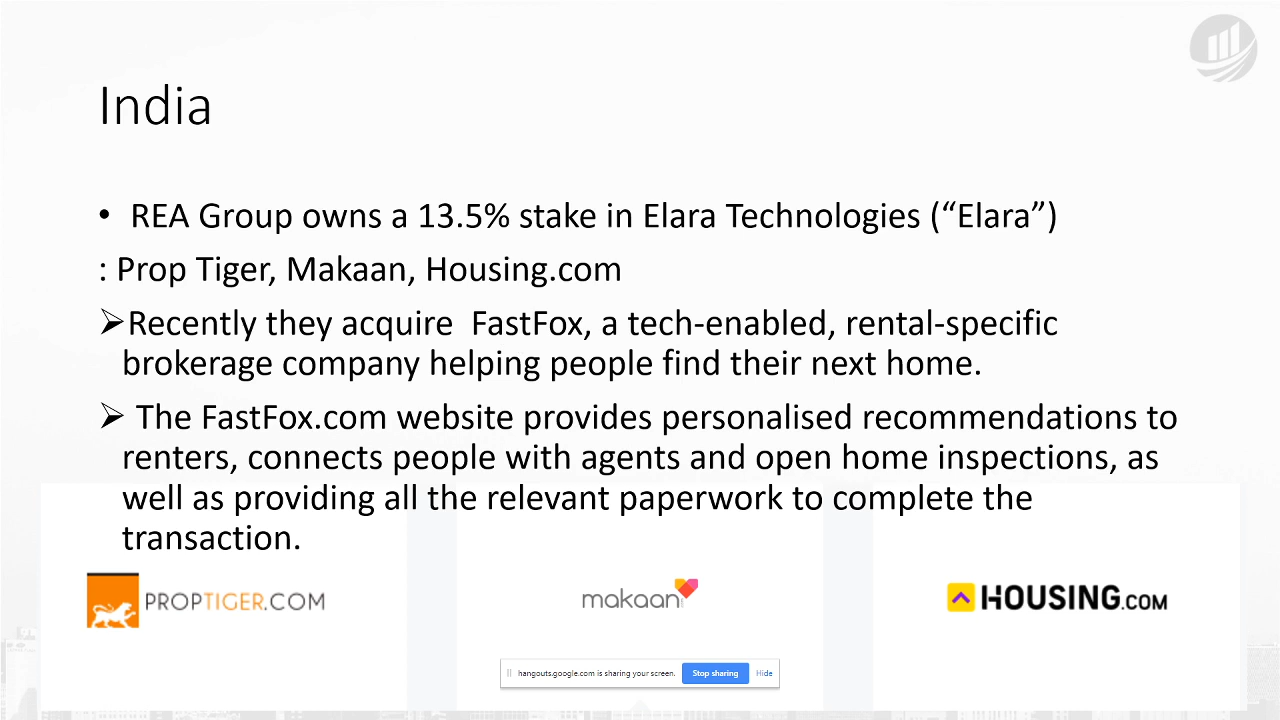 India
• REA Group owns a 13.5% stake in Elara Technologies (“Elara”)
: Prop Tiger, Makaan, Housing.com
➢Recently they acquire  FastFox, a tech-enabled, rental-specific
brokerage company helping people find their next home.
➢ The FastFox.com website provides personalised recommendations to
renters, connects people with agents and open home inspections, as
well as providing all the relevant paperwork to complete the
transaction.
PROPTIGER.COM
makaan
HOUSING.COM
hangouts.google.com is sharing your screen. Stop sharing Hide